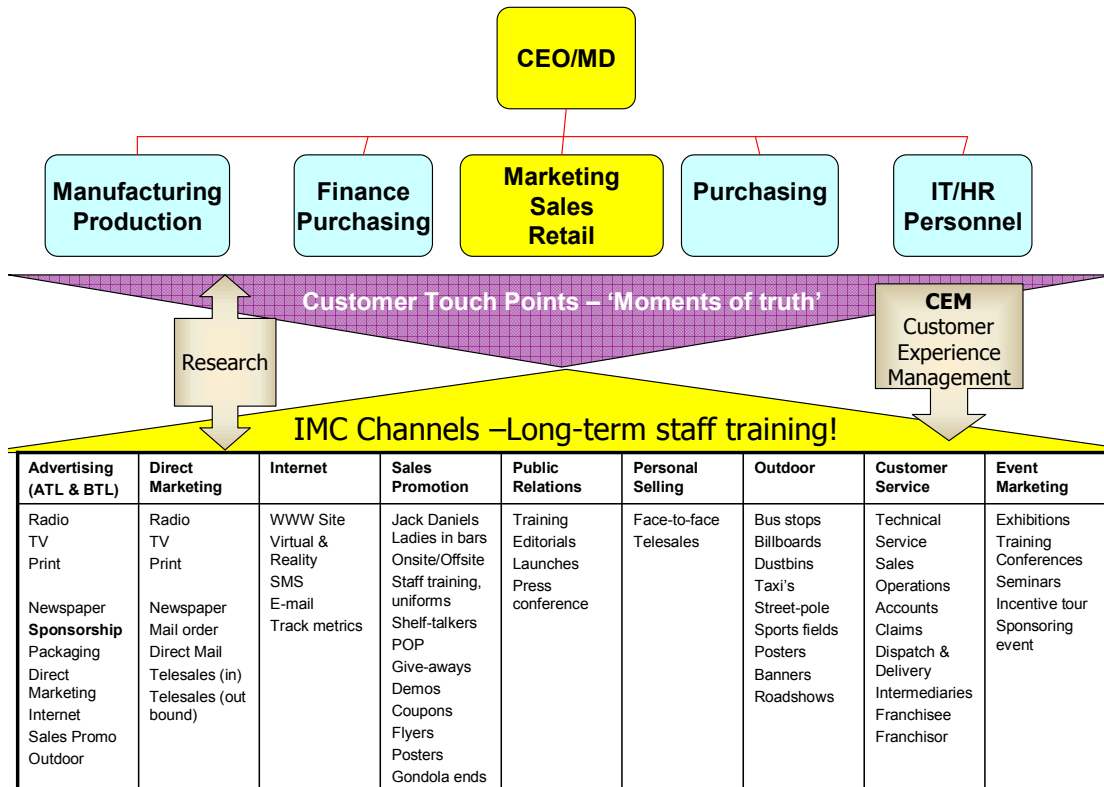 CEO/MD
Manufacturing
Production
Finance
Purchasing
Marketing
Sales
Retail
Purchasing
IT/HR
Personnel
Customer Touch Points – ‘Moments of truth’
Research
CEM
Customer
Experience
Management
IMC Channels –Long-term staff training!
Advertising
(ATL & BTL)
Radio
TV
Print
Newspaper
Sponsorship
Packaging
Direct
Marketing
Internet
Sales Promo
Outdoor
Direct
Marketing
Radio
TV
Print
Newspaper
Mail order
Direct Mail
Telesales (in)
Telesales (out
bound)
Internet
WWW Site
Virtual &
Reality
SMS
E-mail
Track metrics
Sales
Promotion
Jack Daniels
Ladies in bars
Onsite/Offsite
Staff training,
uniforms
Shelf-talkers
POP
Give-aways
Demos
Coupons
Flyers
Posters
Gondola ends
Public
Relations
Training
Editorials
Launches
Press
conference
Personal
Selling
Face-to-face
Telesales
Outdoor
Bus stops
Billboards
Dustbins
Taxi’s
Street-pole
Sports fields
Posters
Banners
Roadshows
Customer
Service
Technical
Service
Sales
Operations
Accounts
Claims
Dispatch &
Delivery
Intermediaries
Franchisee
Franchisor
Event
Marketing
Exhibitions
Training
Conferences
Seminars
Incentive tour
Sponsoring
event